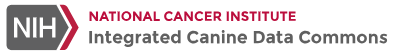 NIH
NATIONAL CANCER INSTITUTE
Integrated Canine Data Commons